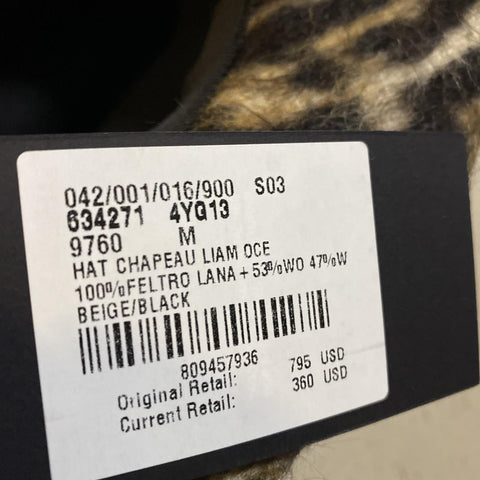 042/001/016/900 S03
634271 4YG13
9760 M
HAT CHAPEAU LIAM OCE
100%FELTRO LANA+53%WO 47%W
BEIGE/BLACK
809457936
Original Retail: 795 USD
Current Retail: 360 USD